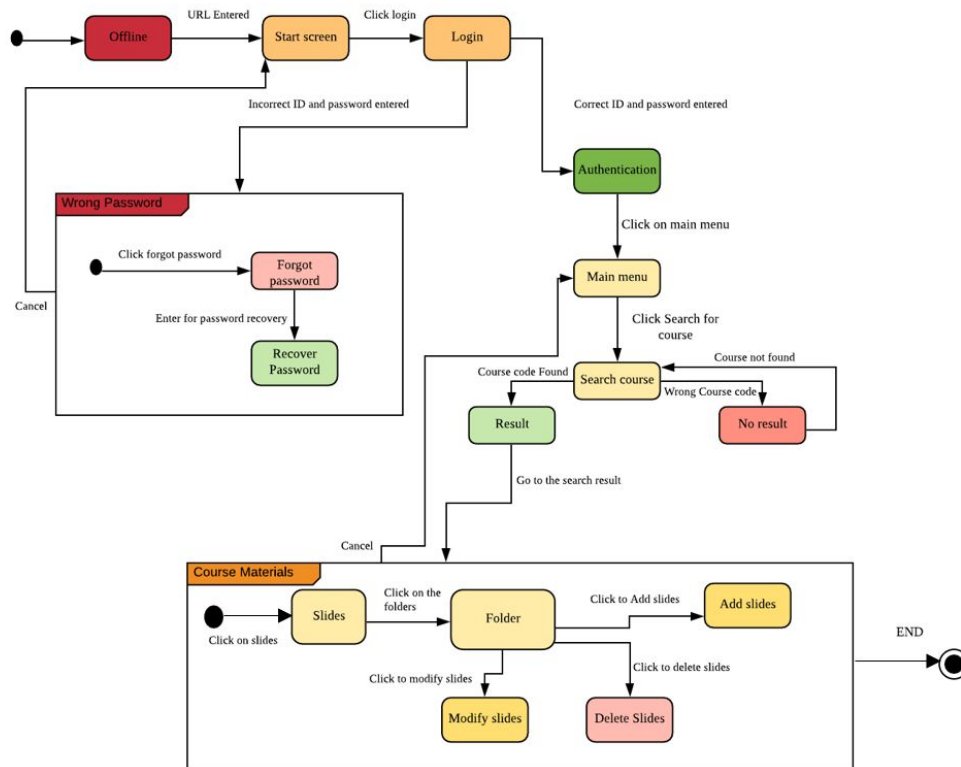 URL Entered
Click login
Offline
Start screen
Login
Incorrect ID and password entered
Correct ID and password entered
Authentication
Wrong Password
Click on main menu
Click forgot password
Forgot
password
Main menu
Cancel
Enter for password recovery
Click Search for
course
Recover
Password
Course not found
Course code Found
Search course
Wrong Course code
Result
No result
Go to the search result
Cancel
Course Materials
Click on the
folders
Click to Add slides
Add slides
Slides
Folder
Click on slides
END
Click to modify slides
Click to delete slides
Modify slides
Delete Slides